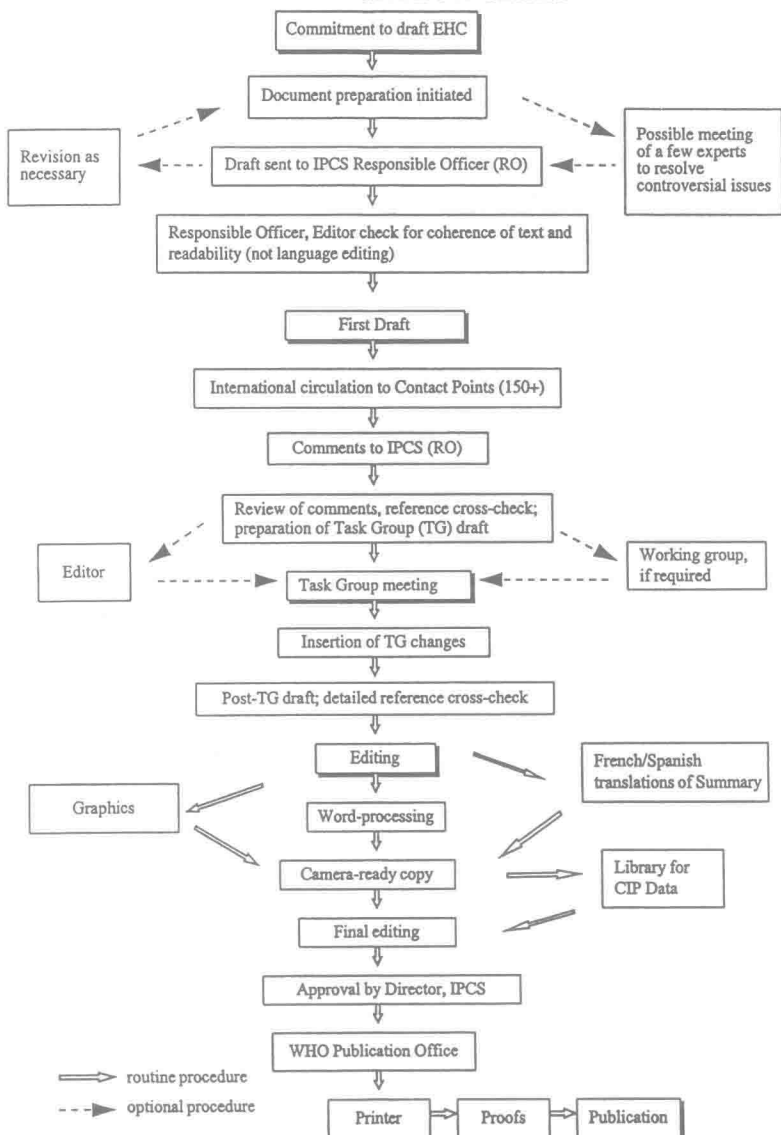 Commitment to draft EHC
Document preparation initiated
Revision as
necessary
Draft sent to IPCS Responsible Officer (RO)
Possible meeting
of a few experts
to resolve
controversial issues
Responsible Officer, Editor check for coherence of text and
readability (not language editing)
First Draft
International circulation to Contact Points (150+)
Comments to IPCS (RO)
Review of comments, reference cross-check;
preparation of Task Group (TG) draft
Editor
Working group,
if required
Task Group meeting
Insertion of TG changes
Post-TG draft; detailed reference cross-check
Editing
French/Spanish
translations of Summary
Graphics
Word-processing
Camera-ready copy
Library for
CIP Data
Final editing
Approval by Director, IPCS
WHO Publication Office
routine procedure
optional procedure
Printer
Proofs
Publication